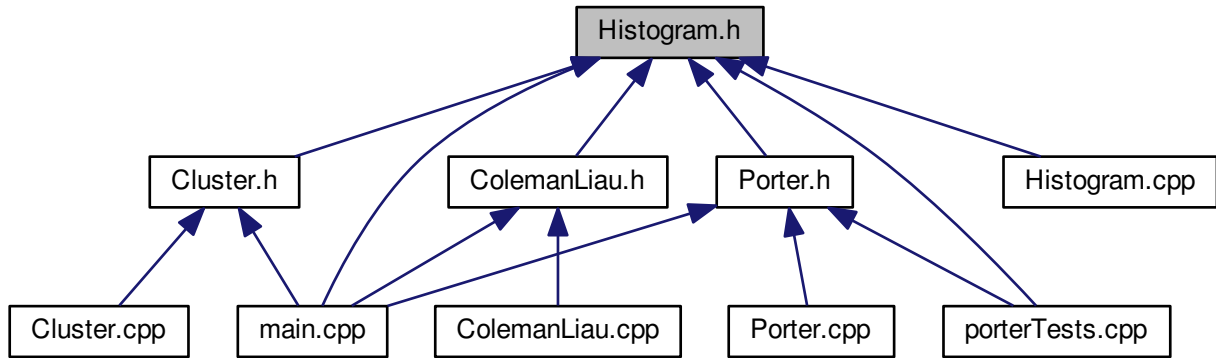 Histogram.h
Cluster.h
ColemanLiau.h
Porter.h
Histogram.cpp
Cluster.cpp
main.cpp
ColemanLiau.cpp
Porter.cpp
porterTests.cpp